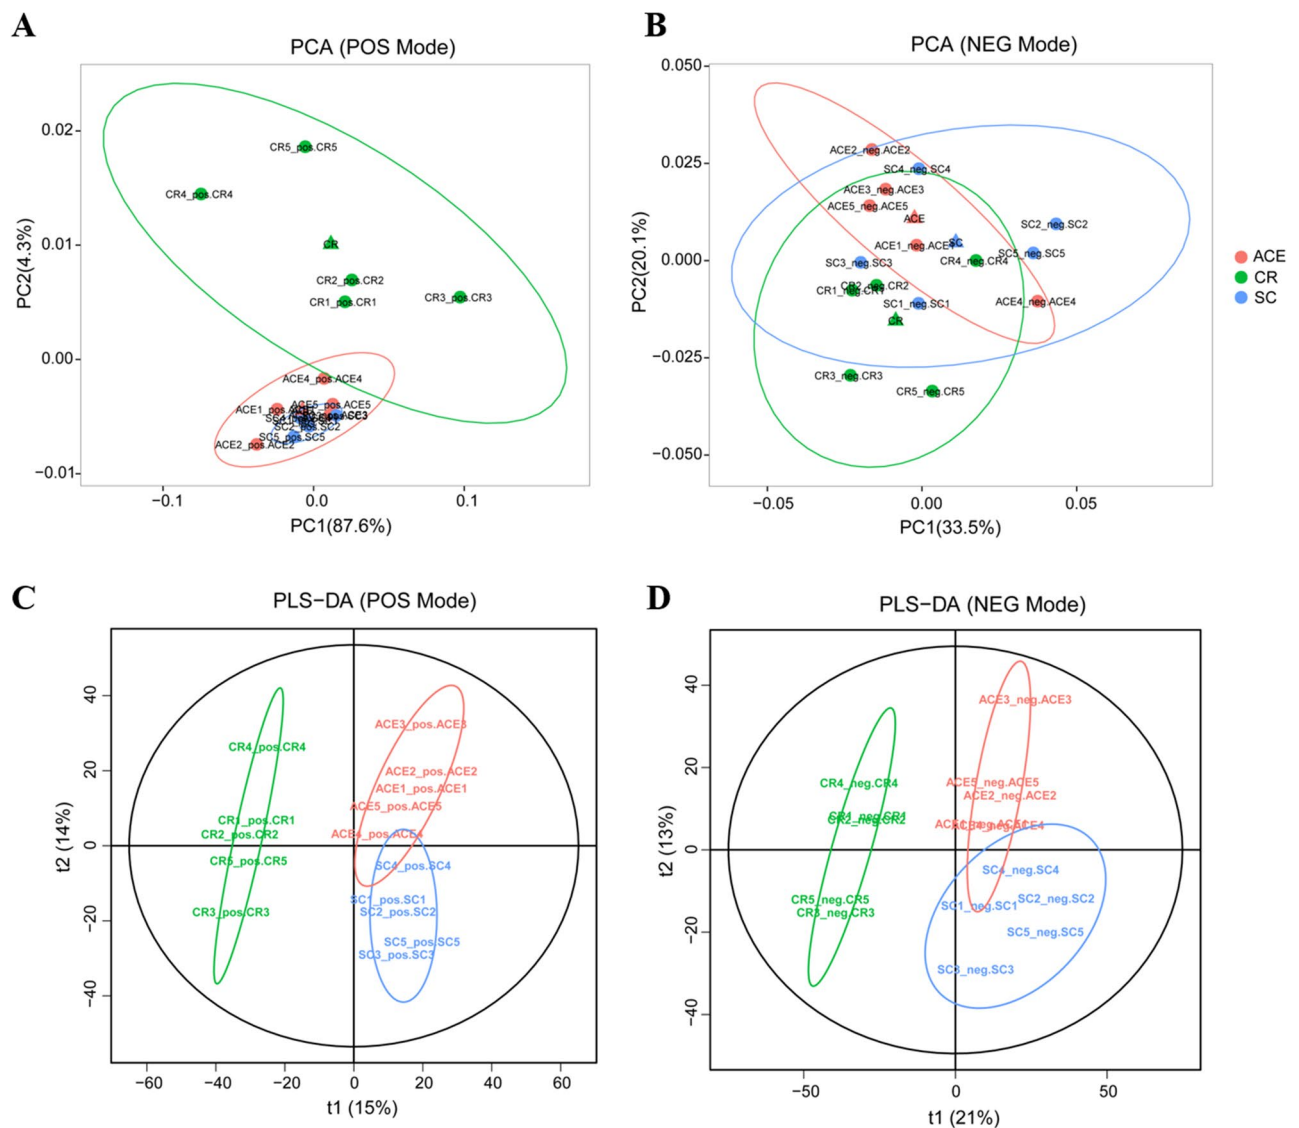 A
PCA (POS Mode)
0.02
0.01
0.00
−0.01
PC2(4.3%)
CR5_pos.CR5
CR4_pos.CR4
CR
CR2_pos.CR2
CR1_pos.CR1
CR3_pos.CR3
ACE4_pos.ACE4
ACE5_pos.ACE5
SC2_pos.SC2
SC5_pos.SC5
ACE2_pos.ACE2
−0.1
0.0
0.1
PC1(87.6%)
B
PCA (NEG Mode)
0.050
0.025
0.000
−0.025
−0.050
PC2(20.1%)
ACE2_neg.ACE2
SC4_neg.SC4
ACE3_neg.ACE3
ACE5_neg.ACE5
ACE
SC2_neg.SC2
ACE1_neg.ACE1
SC
SC5_neg.SC5
SC3_neg.SC3
CR4_neg.CR4
CR2_neg.CR2
CR1_neg.CR1
SC1_neg.SC1
ACE4_neg.ACE4
CR
CR3_neg.CR3
CR5_neg.CR5
−0.05
0.00
0.05
PC1(33.5%)
ACE
CR
SC
C
PLS−DA (POS Mode)
40
20
0
−20
−40
t2 (14%)
ACE3_pos.ACE3
CR4_pos.CR4
ACE2_pos.ACE2
ACE1_pos.ACE1
ACE5_pos.ACE5
CR1_pos.CR1
CR2_pos.CR2
ACE4_pos.ACE4
CR5_pos.CR5
SC4_pos.SC4
SC1_pos.SC1
SC2_pos.SC2
CR3_pos.CR3
SC5_pos.SC5
SC3_pos.SC3
−60
−40
−20
0
20
40
60
t1 (15%)
D
PLS−DA (NEG Mode)
40
20
0
−20
−40
t2 (13%)
ACE3_neg.ACE3
CR4_neg.CR4
ACE5_neg.ACE5
ACE2_neg.ACE2
CR1_neg.CR1
CR2_neg.CR2
SC4_neg.SC4
CR5_neg.CR5
SC2_neg.SC2
SC1_neg.SC1
CR3_neg.CR3
SC5_neg.SC5
SC3_neg.SC3
−50
0
50
t1 (21%)